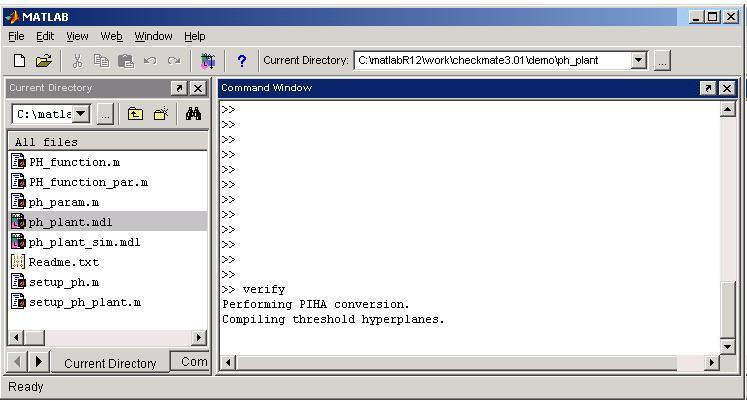 MATLAB
File Edit View Web Window Help
? Current Directory: C:\matlabR12\work\checkmate3.01\demo\ph_plant ...
Current Directory
C:\matla ...
All files
PH_function.m
PH_function_par.m
ph_param.m
ph_plant.mdl
ph_plant_sim.mdl
Readme.txt
setup_ph.m
setup_ph_plant.m
Current Directory Com
Command Window
>>
>>
>>
>>
>>
>>
>>
>>
>>
>>
>>
>>
>> verify
Performing PIHA conversion.
Compiling threshold hyperplanes.
Ready